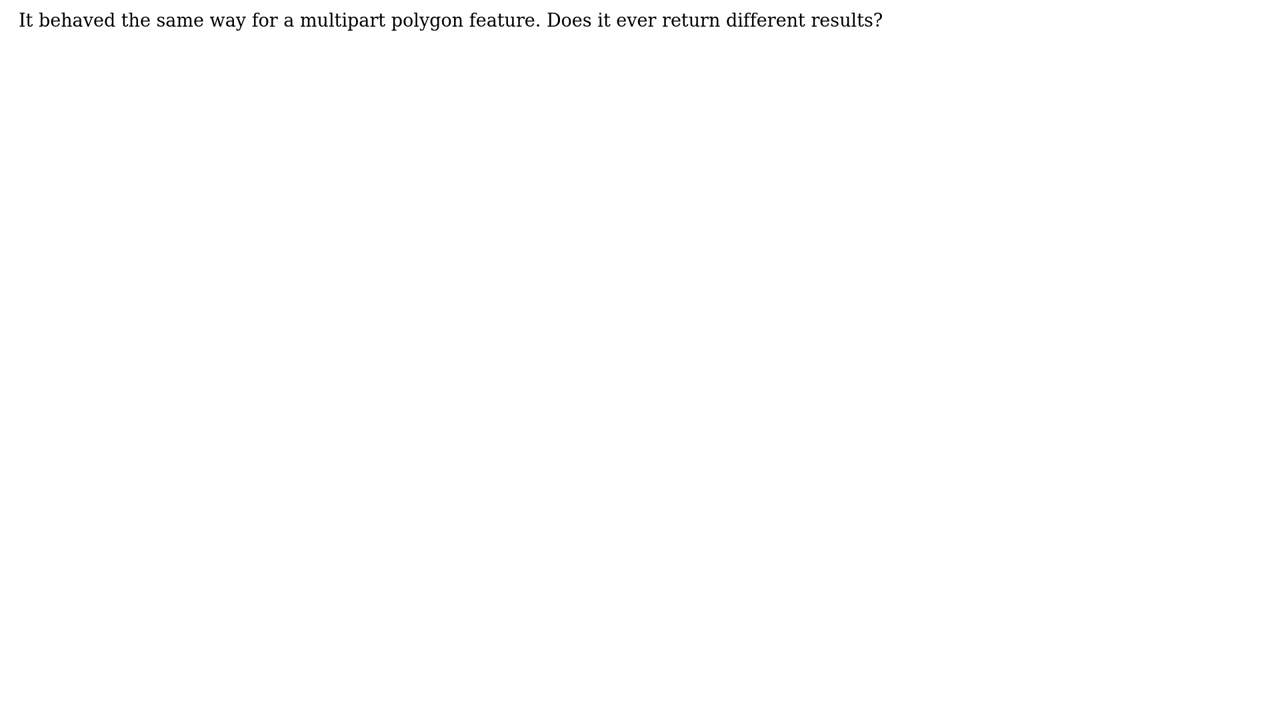 It behaved the same way for a multipart polygon feature. Does it ever return different results?